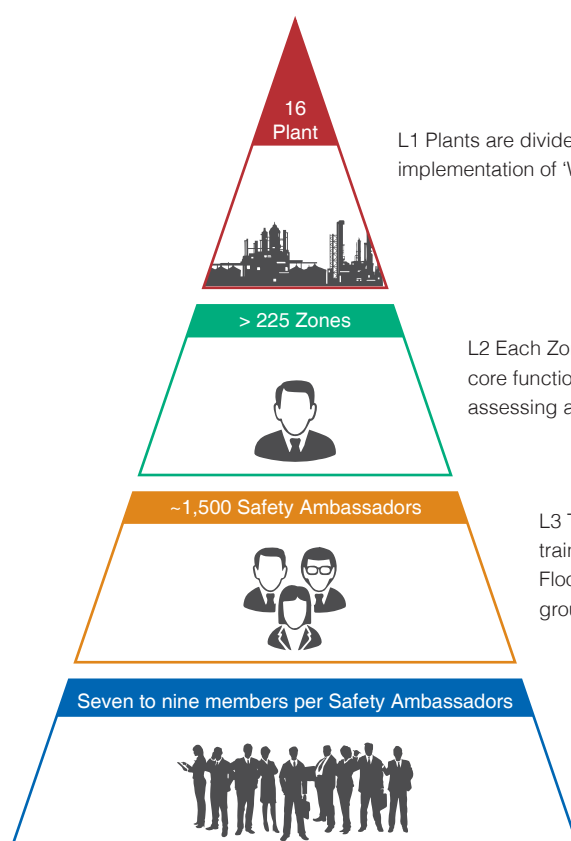 16
Plant
L1 Plants are divide
implementation of ‘
> 225 Zones
L2 Each Zo
core functio
assessing a
~1,500 Safety Ambassadors
L3 T
train
Floo
grou
Seven to nine members per Safety Ambassadors